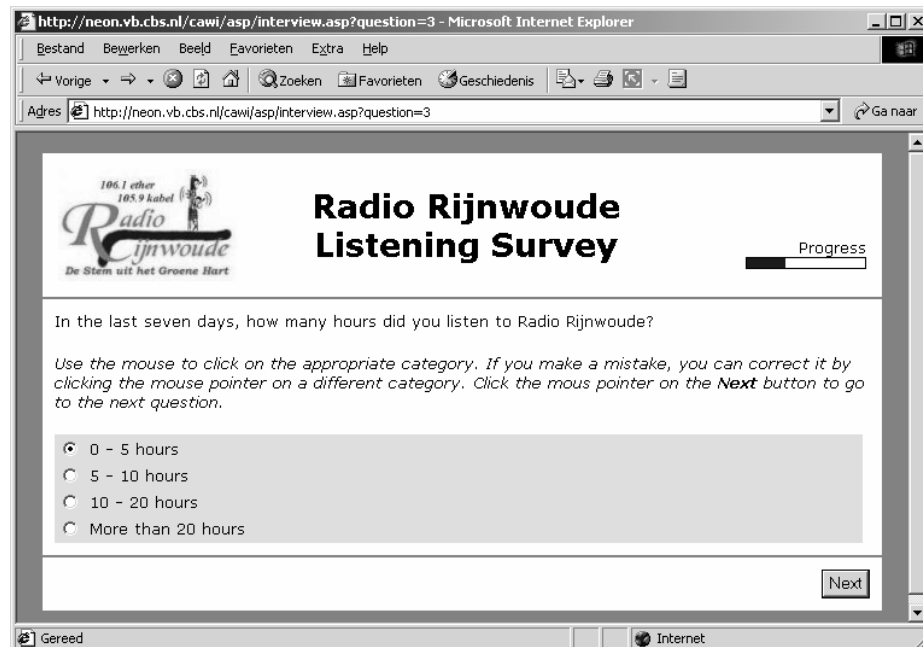 http://neon.vb.cbs.nl/cawi/asp/interview.asp?question=3 - Microsoft Internet Explorer
Bestand Bewerken Beeld Favorieten Extra Help
Vorige Zoeken Favorieten Geschiedenis
Adres http://neon.vb.cbs.nl/cawi/asp/interview.asp?question=3 Ga naar
106.1 ether
105.9 kabel
Radio
Rijnwoude
De Stem uit het Groene Hart
Radio Rijnwoude
Listening Survey
Progress
In the last seven days, how many hours did you listen to Radio Rijnwoude?
Use the mouse to click on the appropriate category. If you make a mistake, you can correct it by
clicking the mouse pointer on a different category. Click the mous pointer on the Next button to go
to the next question.
0 - 5 hours
5 - 10 hours
10 - 20 hours
More than 20 hours
Next
Gereed Internet